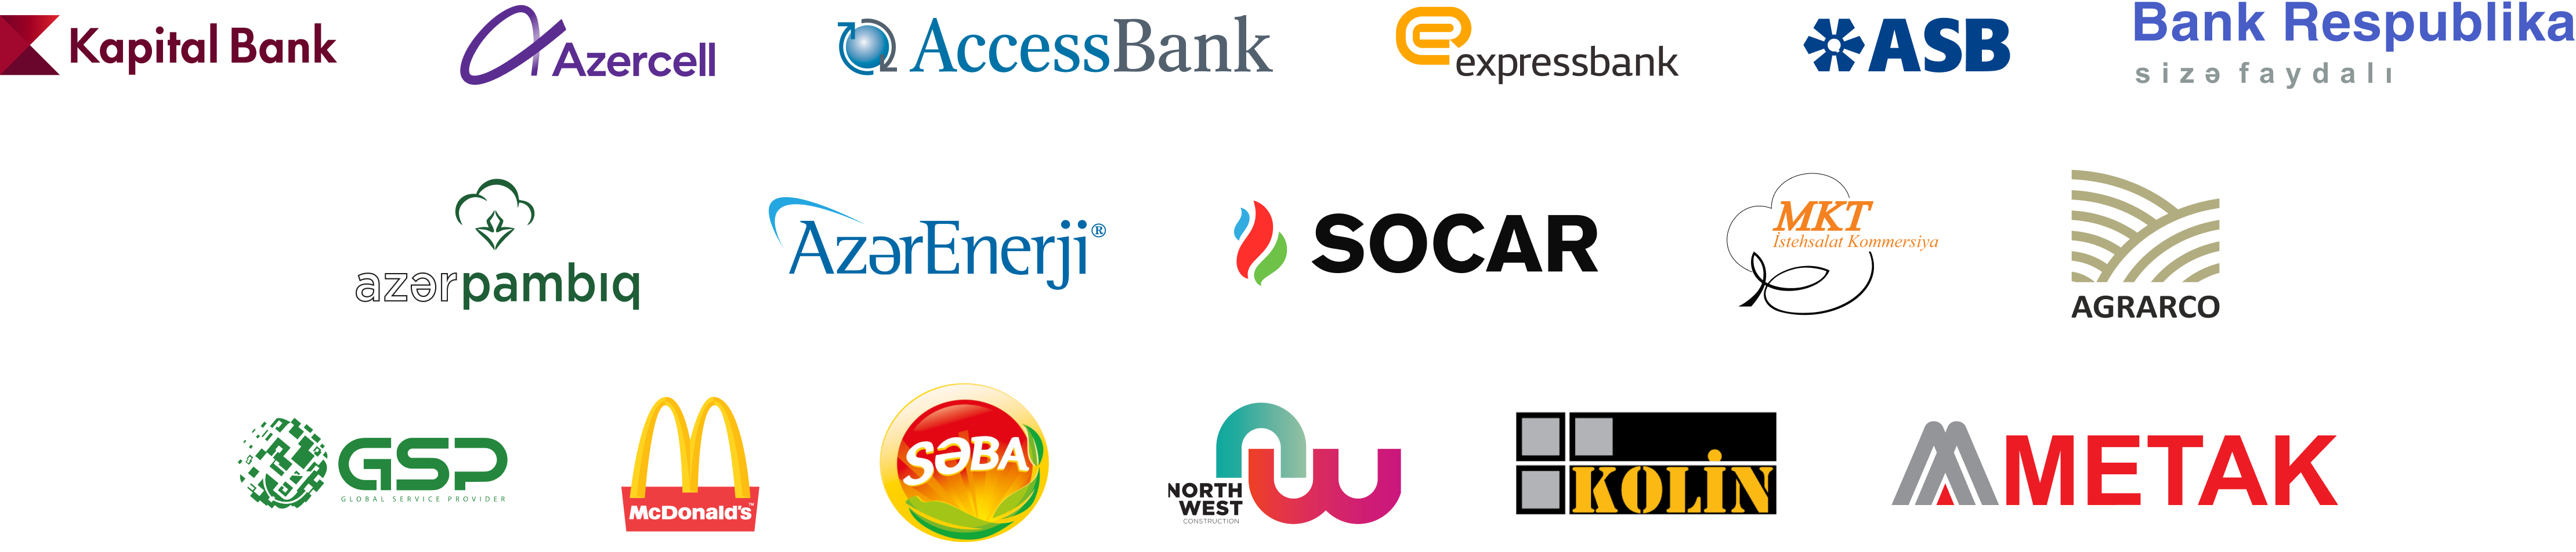 Kapital Bank
Azercell
AccessBank
expressbank
ASB
Bank Respublika
sizə faydalı
azərpambıq
AzərEnerji®
SOCAR
MKT
İstehsalat Kommersiya
AGRARCO
GSP
GLOBAL SERVICE PROVIDER
McDonald's™
SƏBA
NORTH
WEST
CONSTRUCTION
KOLİN
METAK